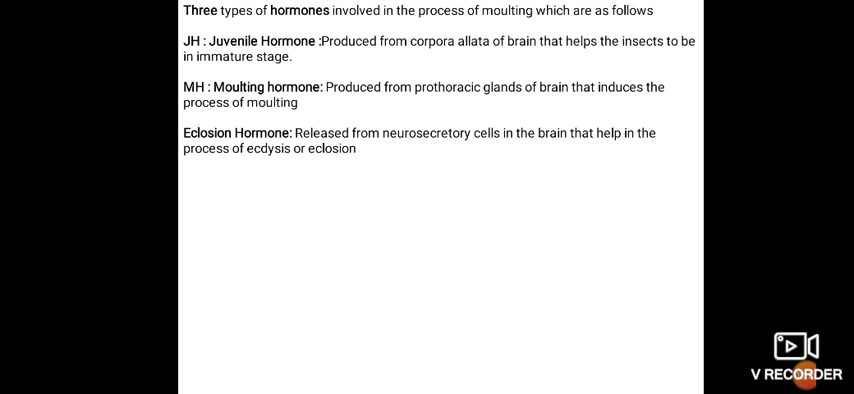 Three types of hormones involved in the process of moulting which are as follows
JH : Juvenile Hormone :Produced from corpora allata of brain that helps the insects to be
in immature stage.
MH : Moulting hormone: Produced from prothoracic glands of brain that induces the
process of moulting
Eclosion Hormone: Released from neurosecretory cells in the brain that help in the
process of ecdysis or eclosion
V RECORDER